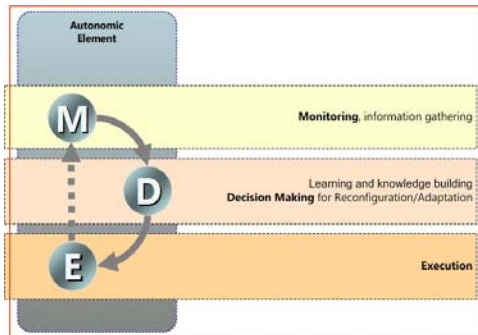 Autonomic
Element
M
Monitoring, information gathering
D
Learning and knowledge building
Decision Making for Reconfiguration/Adaptation
E
Execution